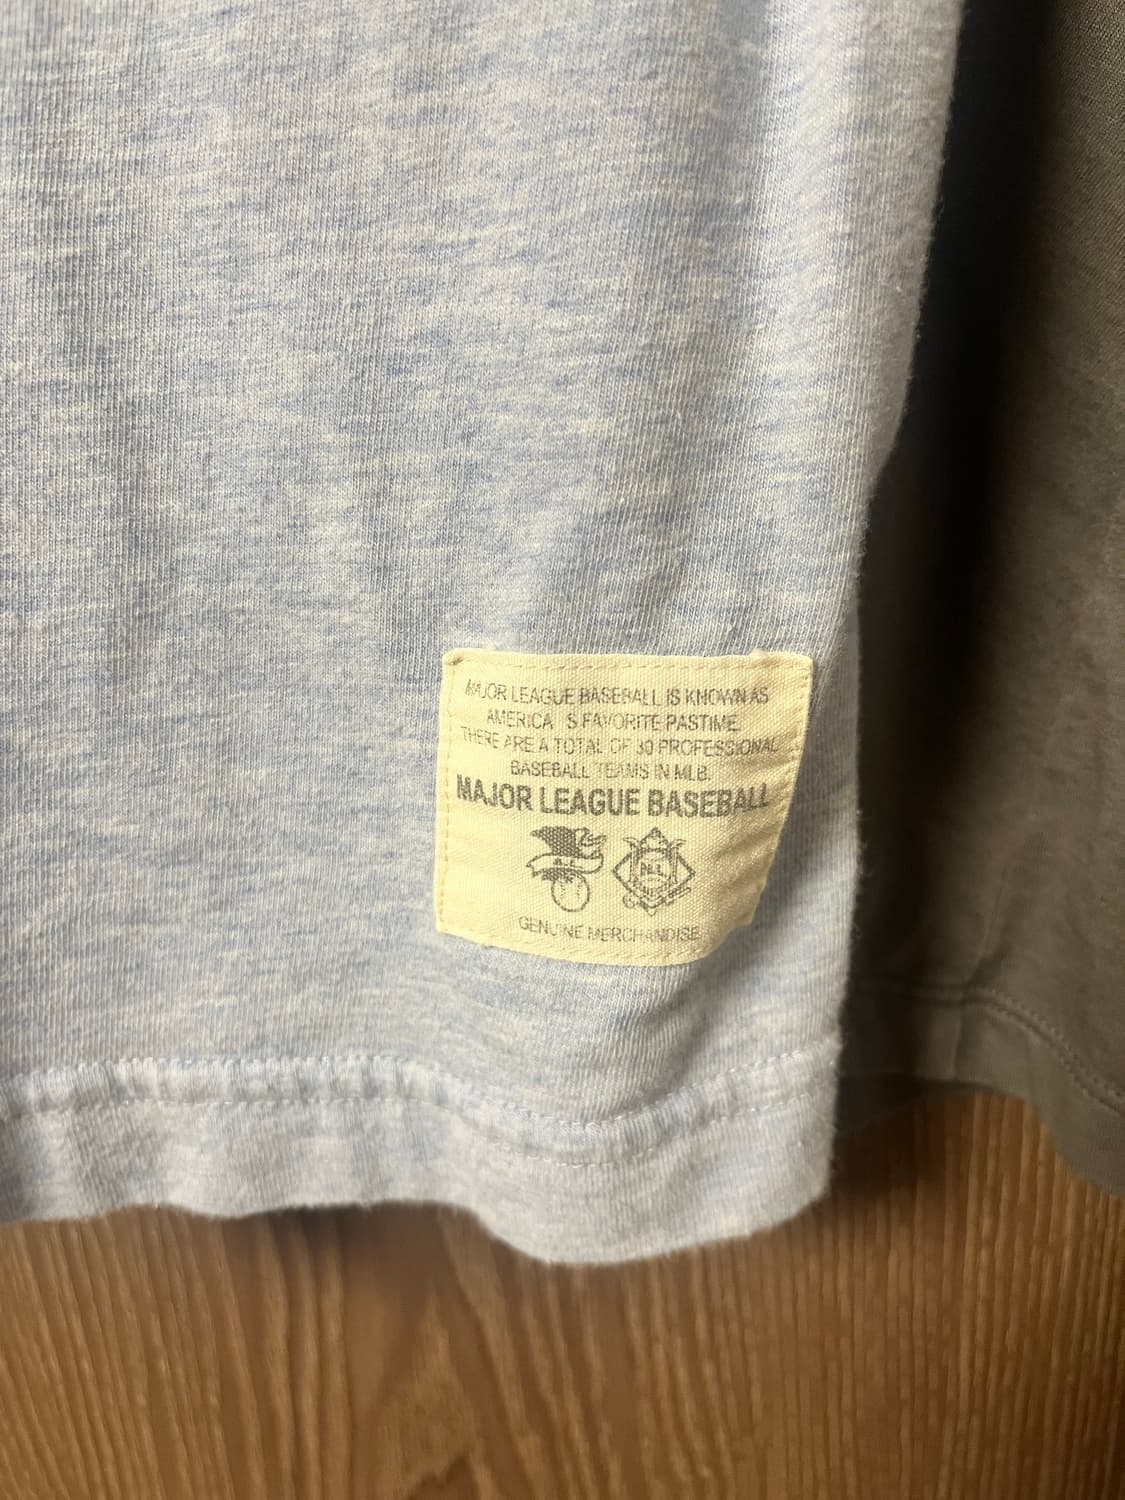 MAJOR LEAGUE BASEBALL IS KNOWN AS
AMERICA S FAVORITE PASTIME.
THERE ARE A TOTAL OF 30 PROFESSIONAL
BASEBALL TEAMS IN MLB.
MAJOR LEAGUE BASEBALL
GENUINE MERCHANDISE